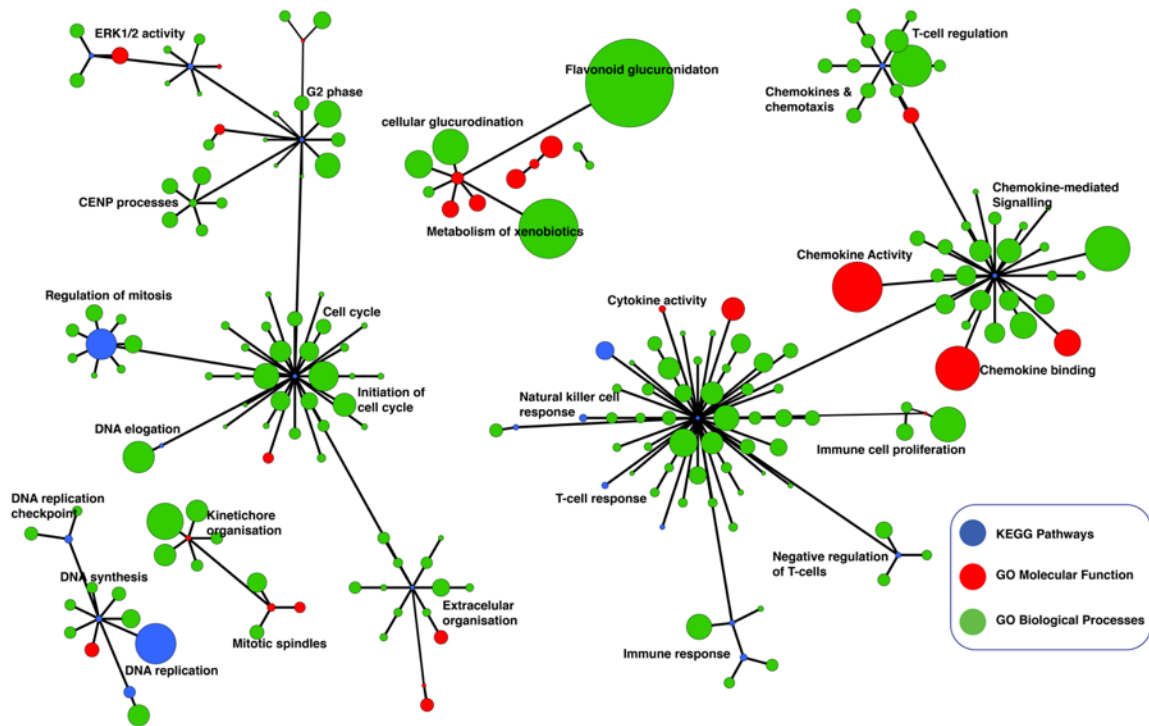 ERK1/2 activity
T-cell regulation
Flavonoid glucuronidaton
G2 phase
Chemokines &
chemotaxis
cellular glucurodination
CENP processes
Chemokine-mediated
Signalling
Metabolism of xenobiotics
Chemokine Activity
Regulation of mitosis
Cell cycle
Cytokine activity
Chemokine binding
Initiation of
cell cycle
Natural killer cell
response
DNA elogation
Immune cell proliferation
DNA replication
checkpoint
Kinetichore
organisation
T-cell response
KEGG Pathways
Negative regulation
of T-cells
DNA synthesis
GO Molecular Function
Extracelular
organisation
GO Biological Processes
Mitotic spindles
Immune response
DNA replication